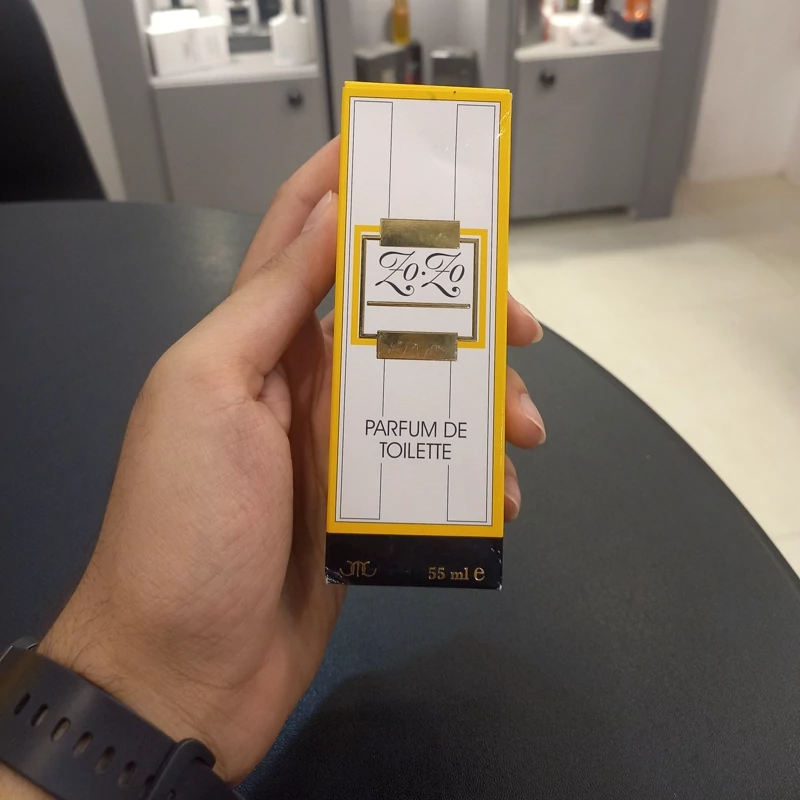 Zo·Zo
PARFUM DE
TOILETTE
55 ml e